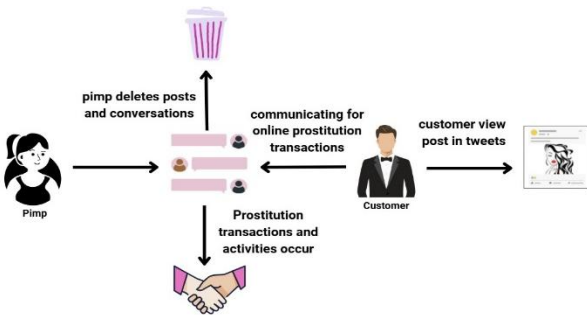 pimp deletes posts
and conversations
communicating for
online prostitution
transactions
customer view
post in tweets
Pimp
Customer
Prostitution
transactions and
activities occur